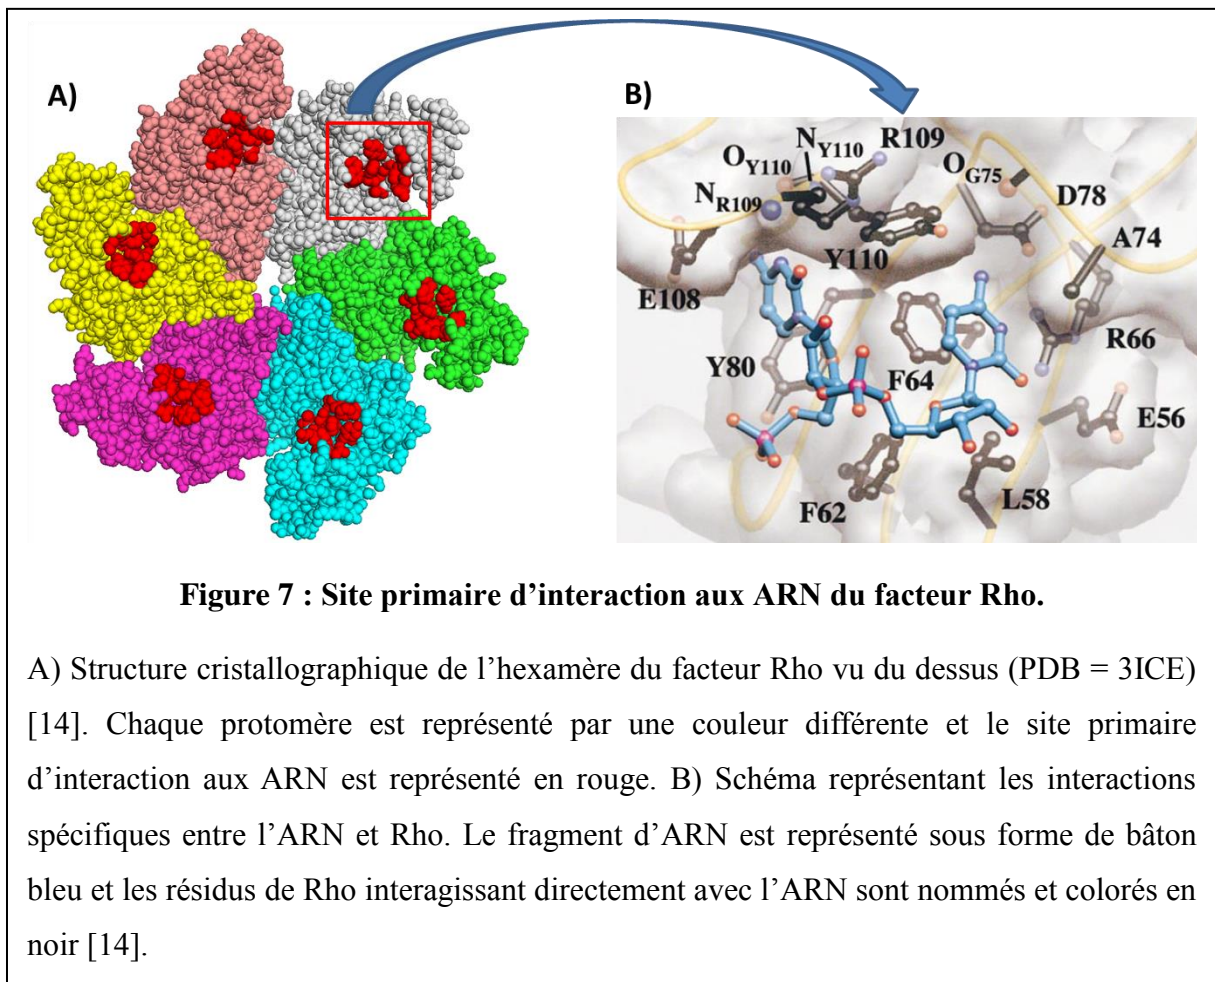 A)
B)
N Y110
R109
O Y110
O G75
N R109
D78
A74
Y110
E108
R66
Y80
F64
E56
F62
L58
Figure 7 : Site primaire d’interaction aux ARN du facteur Rho.
A) Structure cristallographique de l’hexamère du facteur Rho vu du dessus (PDB = 3ICE)
[14]. Chaque protomère est représenté par une couleur différente et le site primaire
d’interaction aux ARN est représenté en rouge. B) Schéma représentant les interactions
spécifiques entre l’ARN et Rho. Le fragment d’ARN est représenté sous forme de bâton
bleu et les résidus de Rho interagissant directement avec l’ARN sont nommés et colorés en
noir [14].